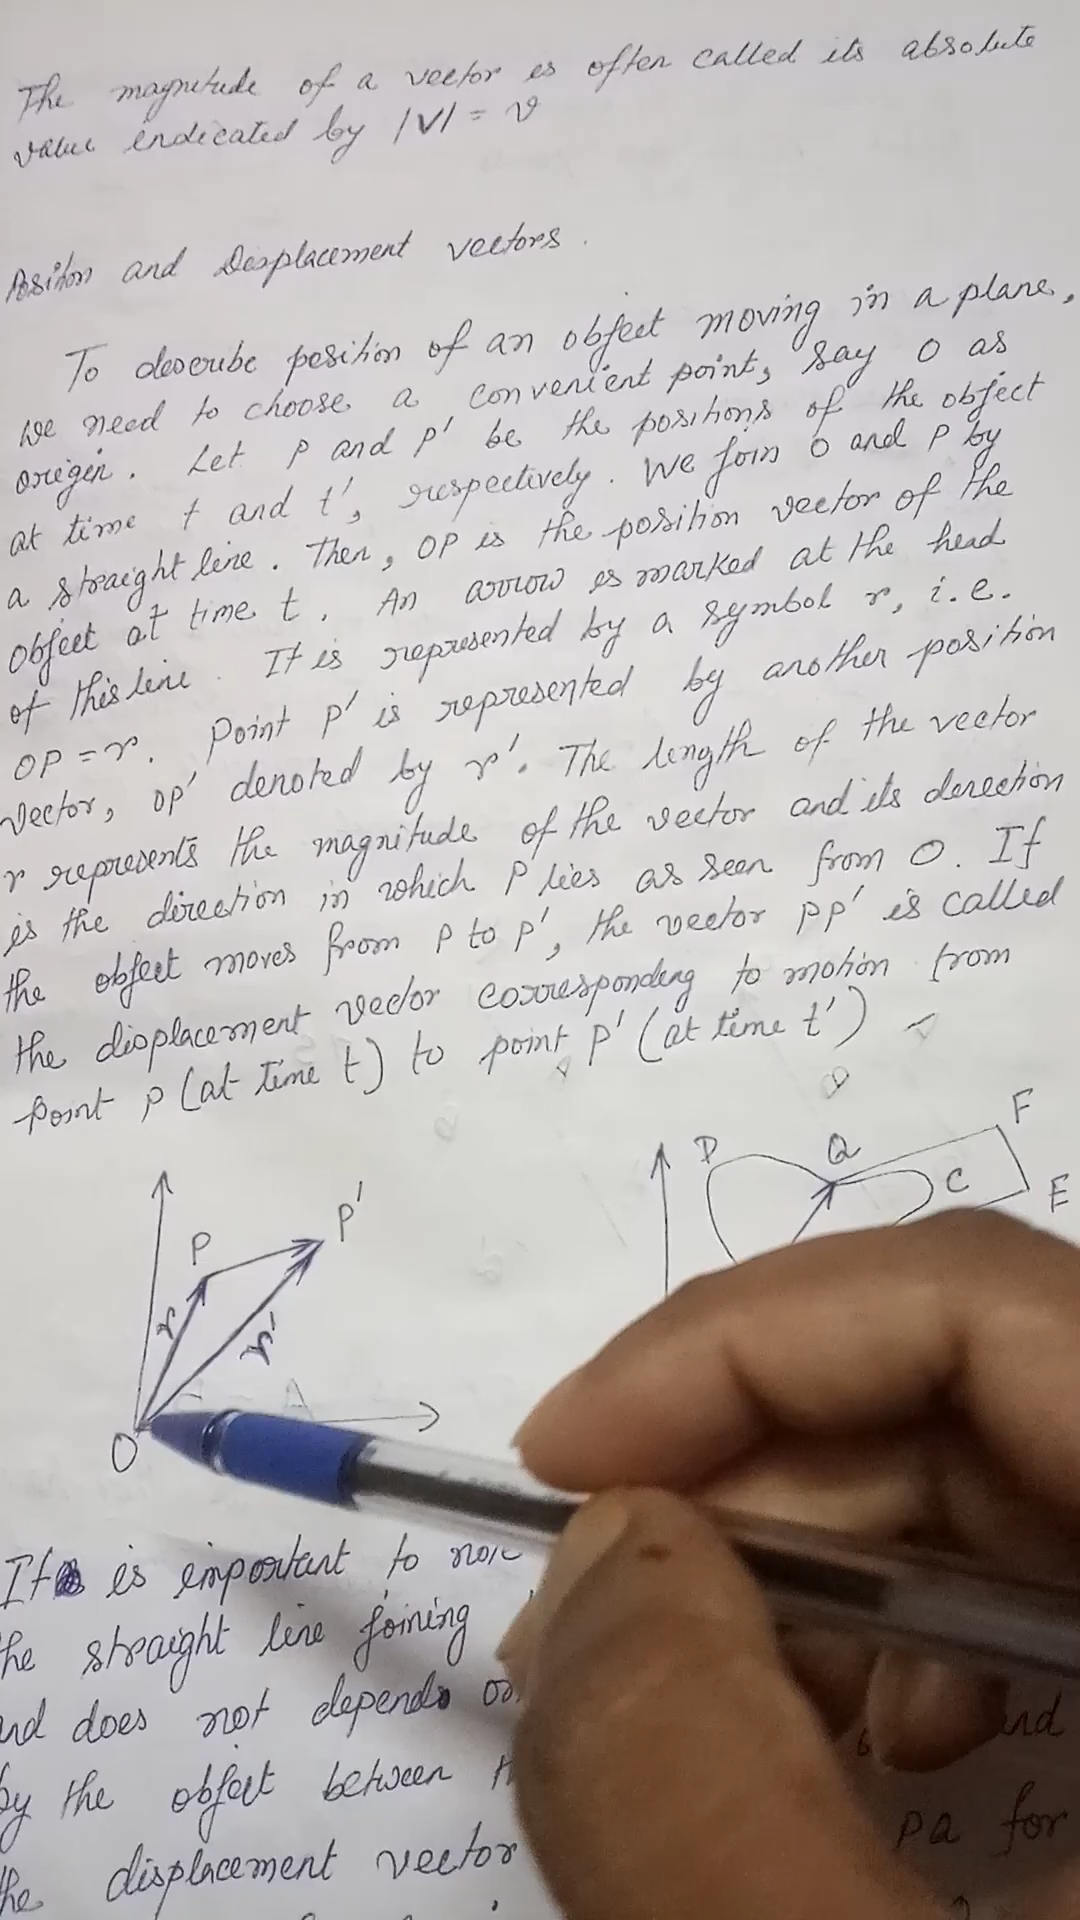 The magnitude of a vector is often called its absolute
value indicated by |V| = v
Position and Displacement vectors.
To describe position of an object moving in a plane,
we need to choose a convenient point, say O as
origin. Let P and P' be the positions of the object
at time t and t', respectively. We join O and P by
a straight line. Then, OP is the position vector of the
object at time t. An arrow is marked at the head
of this line. It is represented by a symbol r, i.e.
OP = r. Point P' is represented by another position
vector, OP' denoted by r'. The length of the vector
r represents the magnitude of the vector and its direction
is the direction in which P lies as seen from O. If
the object moves from P to P', the vector PP' is called
the displacement vector corresponding to motion from
point P (at time t) to point P' (at time t')
P P' r r' O
D Q F C E
It is important to
the straight line joining
and does not depend
by the object between
PQ for
the displacement vector